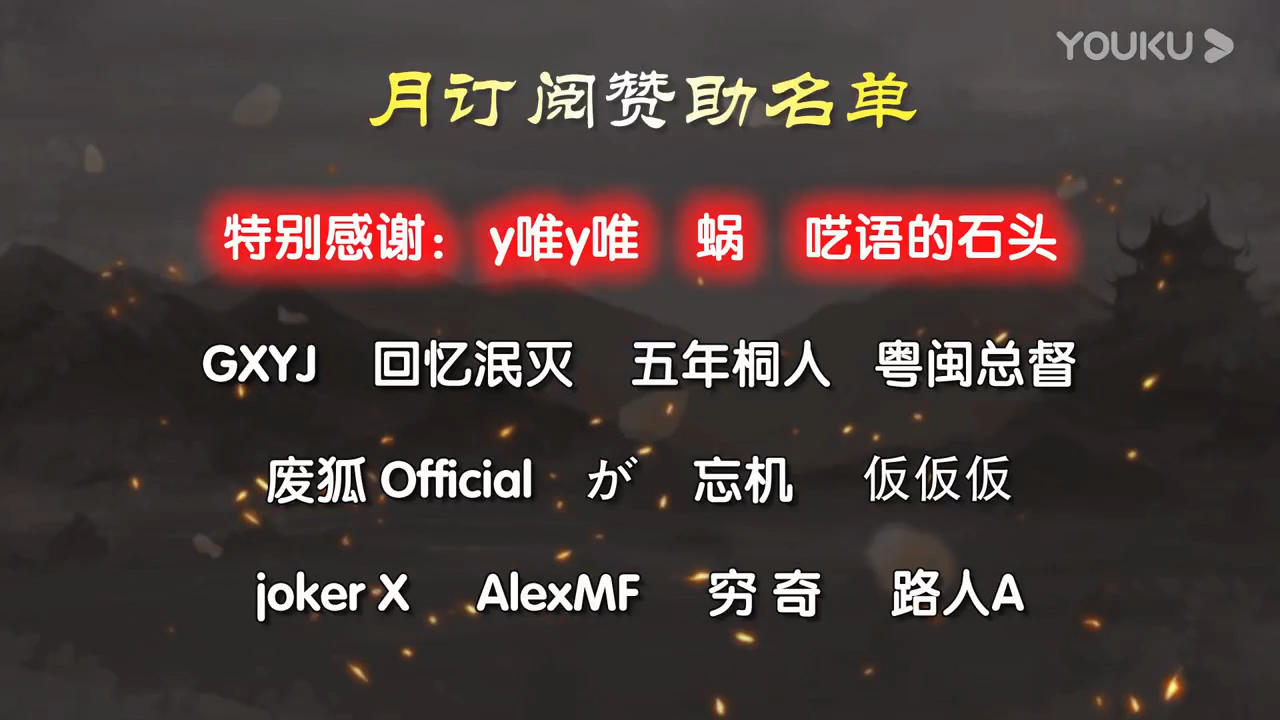 YOUKU
月订阅赞助名单
特别感谢： y唯y唯 蜗 呓语的石头
GXYJ 回忆泯灭 五年桐人 粤闽总督
废狐 Official が 忘机 仮仮仮
joker X AlexMF 穷 奇 路人A